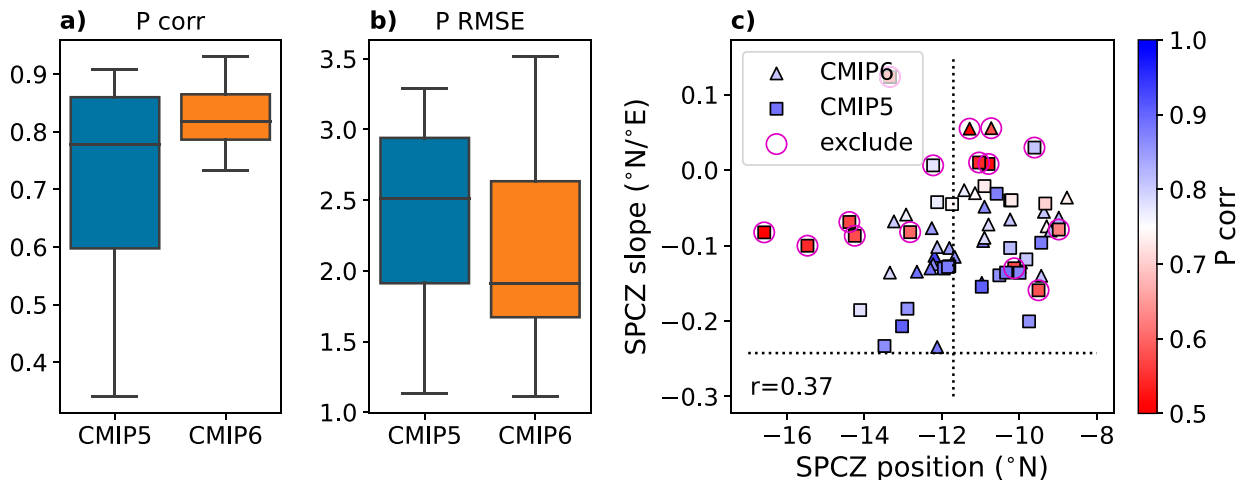 a) P corr
0.9
0.8
0.7
0.6
0.5
0.4
CMIP5 CMIP6
b) P RMSE
3.5
3.0
2.5
2.0
1.5
1.0
CMIP5 CMIP6
c)
SPCZ slope (°N/°E)
0.1
0.0
−0.1
−0.2
−0.3
CMIP6
CMIP5
exclude
r=0.37
−16 −14 −12 −10 −8
SPCZ position (°N)
1.0
0.9
0.8
0.7
0.6
0.5
P corr